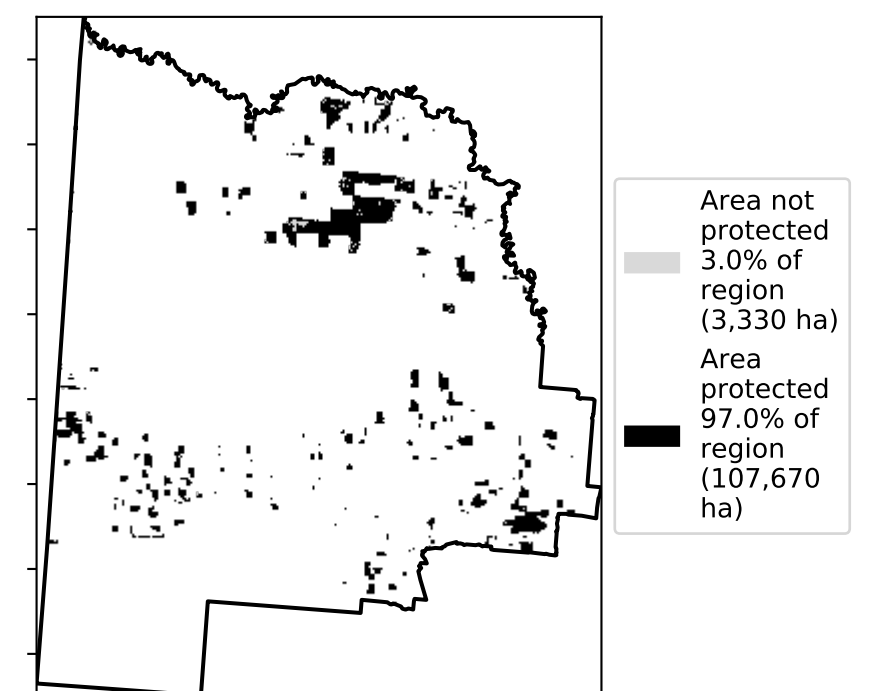 Area not
protected
3.0% of
region
(3,330 ha)
Area
protected
97.0% of
region
(107,670
ha)